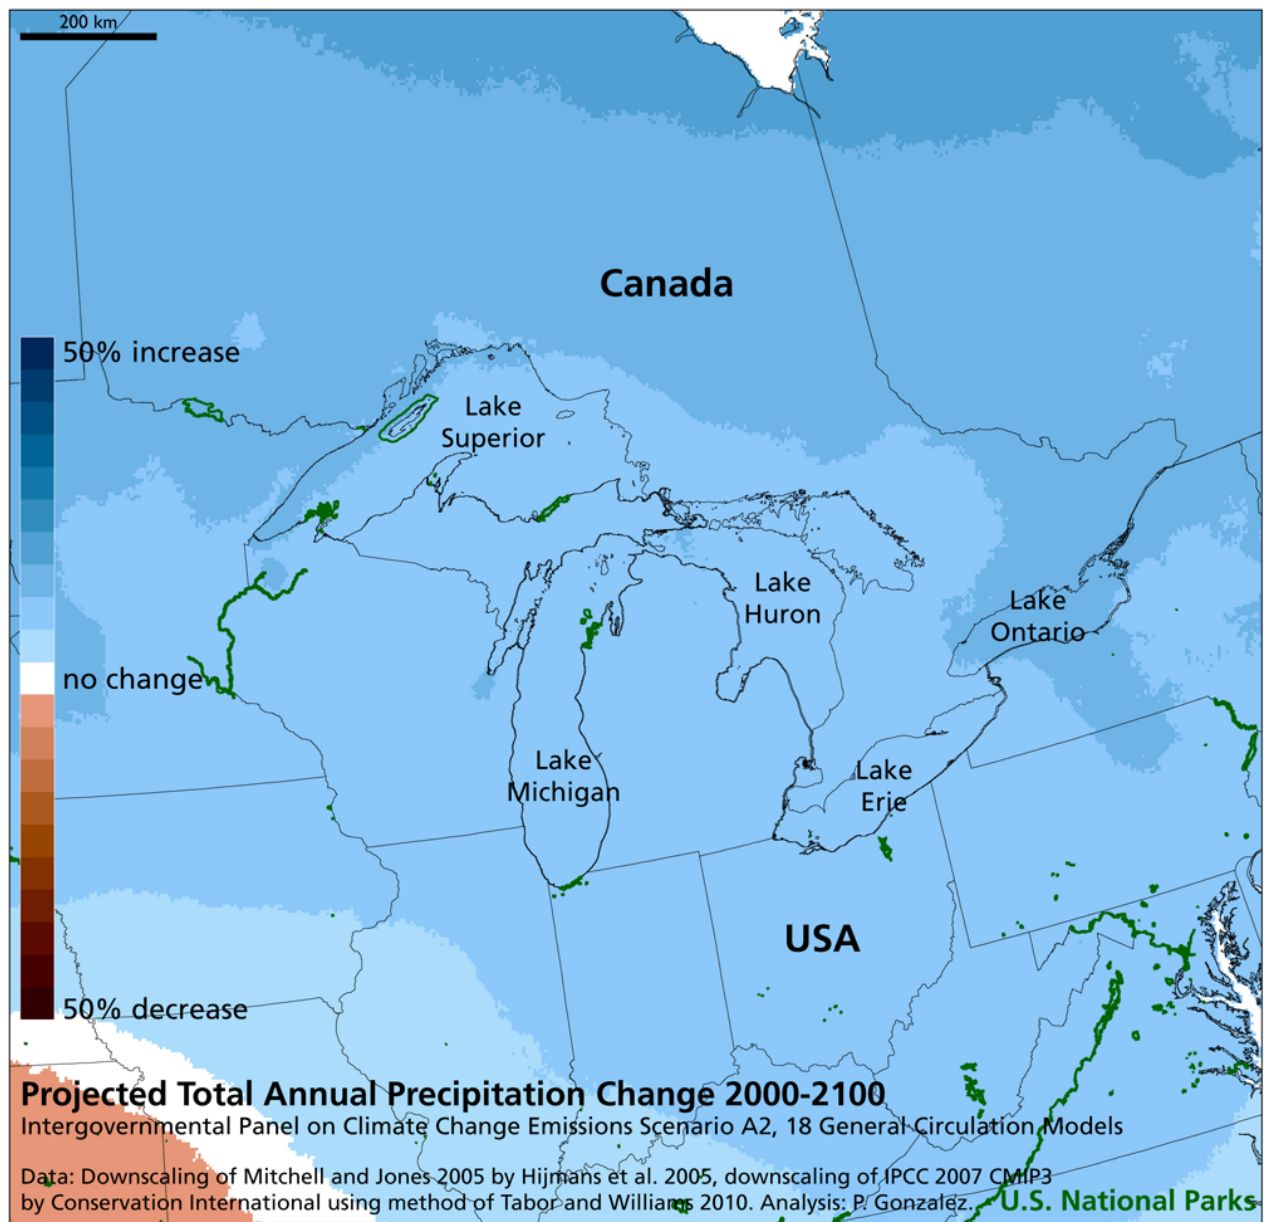 200 km
Canada
50% increase
Lake
Superior
Lake
Huron
Lake
Ontario
no change
Lake
Michigan
Lake
Erie
USA
50% decrease
Projected Total Annual Precipitation Change 2000-2100
Intergovernmental Panel on Climate Change Emissions Scenario A2, 18 General Circulation Models
Data: Downscaling of Mitchell and Jones 2005 by Hijmans et al. 2005, downscaling of IPCC 2007 CMIP3
by Conservation International using method of Tabor and Williams 2010. Analysis: P. Gonzalez.
U.S. National Parks